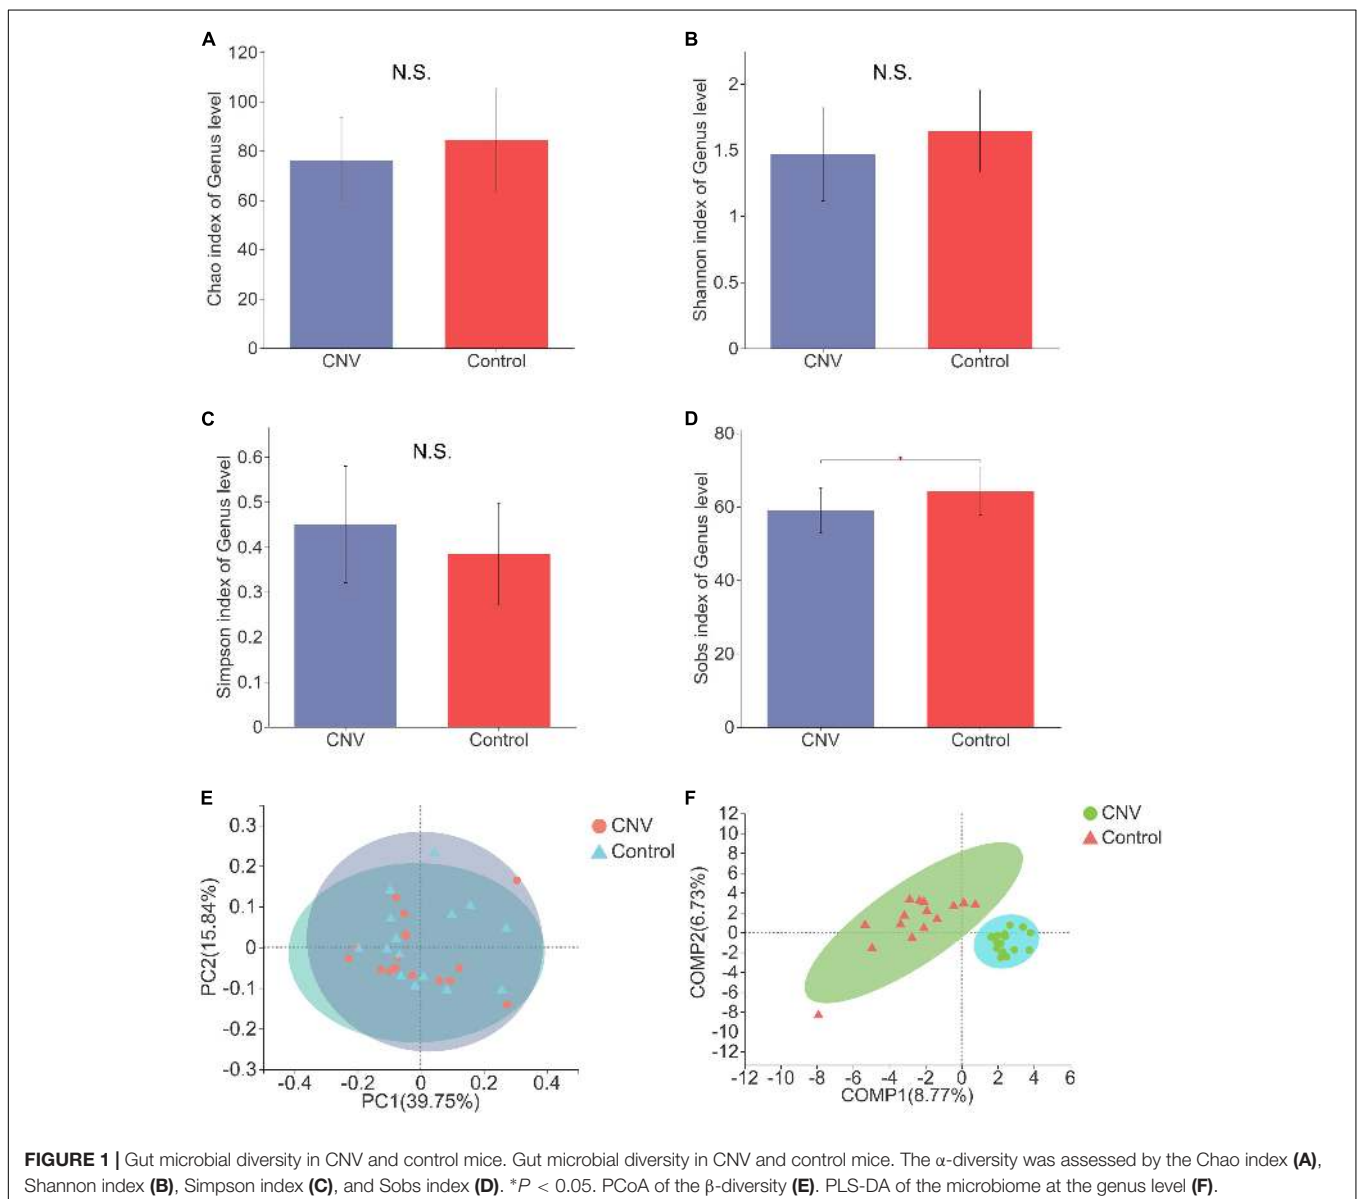 A
120
100
80
60
40
20
0
Chao index of Genus level
N.S.
CNV
Control
B
2
1.5
1
0.5
0
Shannon index of Genus level
N.S.
CNV
Control
C
0.6
0.5
0.4
0.3
0.2
0.1
0
Simpson index of Genus level
N.S.
CNV
Control
D
80
60
40
20
0
Sobs index of Genus level
*
CNV
Control
E
0.3
0.2
0.1
0
-0.1
-0.2
-0.3
PC2(15.84%)
-0.4
-0.2
0
0.2
0.4
PC1(39.75%)
CNV
Control
F
12
10
8
6
4
2
0
-2
-4
-6
-8
-10
-12
COMP2(6.73%)
-12
-10
-8
-6
-4
-2
0
2
4
6
COMP1(8.77%)
CNV
Control
FIGURE 1 | Gut microbial diversity in CNV and control mice. Gut microbial diversity in CNV and control mice. The α-diversity was assessed by the Chao index (A),
Shannon index (B), Simpson index (C), and Sobs index (D). *P < 0.05. PCoA of the β-diversity (E). PLS-DA of the microbiome at the genus level (F).